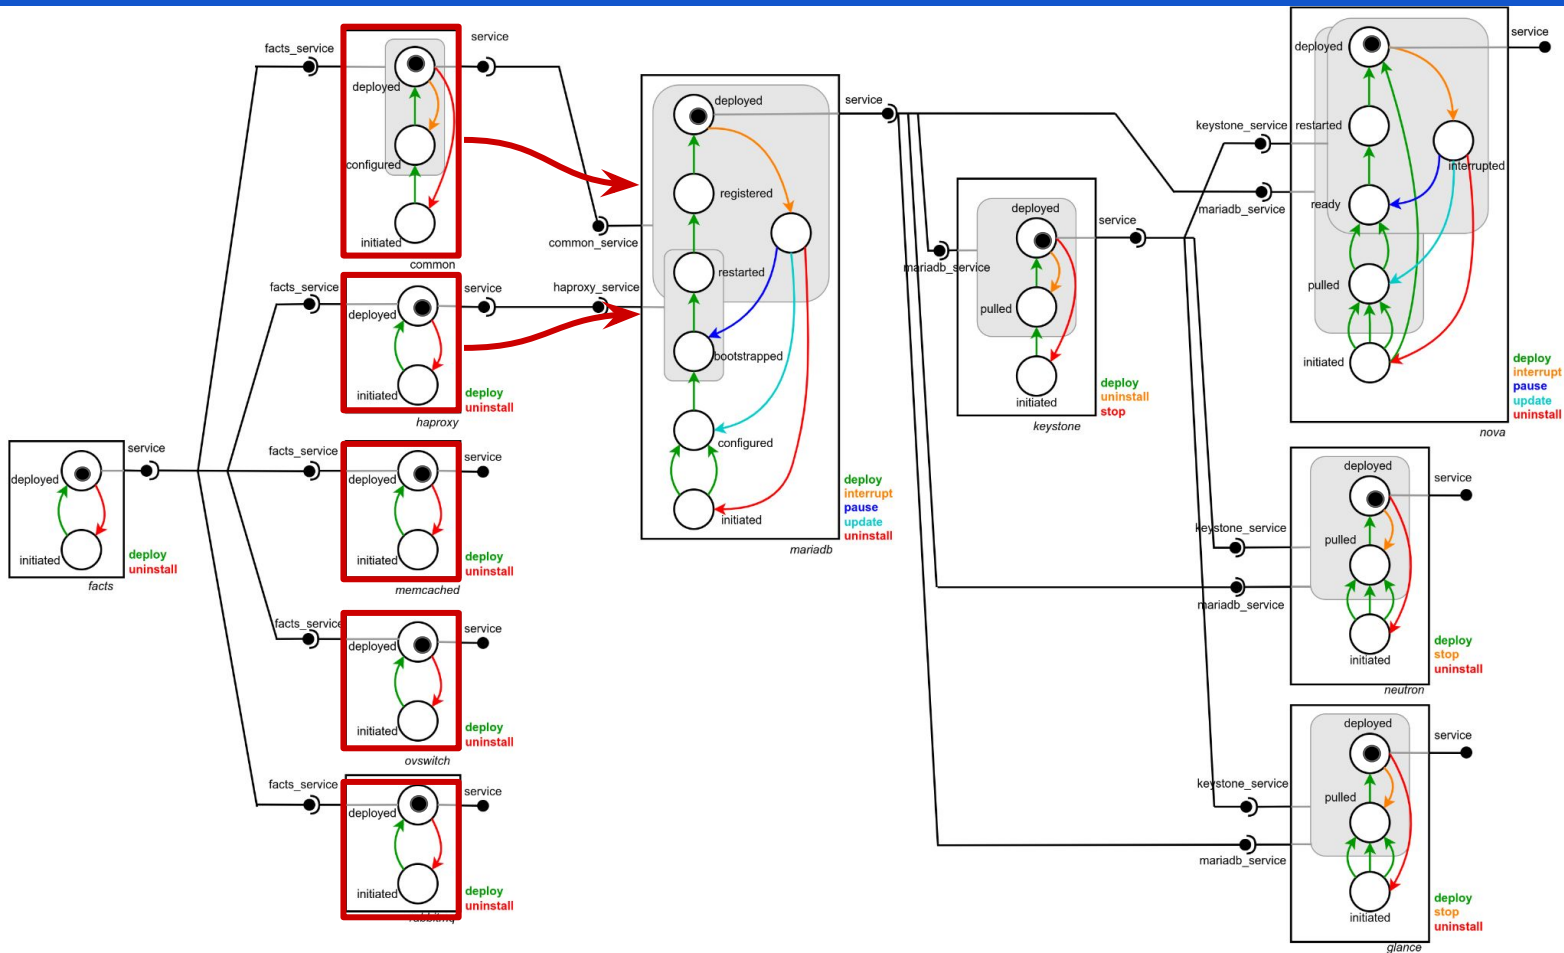 facts_service
service
deployed
configured
initiated
common
facts_service
service
deployed
initiated
deploy
uninstall
haproxy
service
deployed
initiated
deploy
uninstall
facts
facts_service
service
deployed
initiated
deploy
uninstall
memcached
facts_service
service
deployed
initiated
deploy
uninstall
ovswitch
facts_service
service
deployed
initiated
deploy
uninstall
rabbitmq
common_service
haproxy_service
deployed
registered
restarted
bootstrapped
configured
initiated
service
deploy
interrupt
pause
update
uninstall
mariadb
mariadb_service
deployed
pulled
initiated
service
deploy
uninstall
stop
keystone
keystone_service
mariadb_service
deployed
restarted
interrupted
ready
pulled
initiated
service
deploy
interrupt
pause
update
uninstall
nova
keystone_service
mariadb_service
deployed
pulled
initiated
service
deploy
stop
uninstall
neutron
keystone_service
mariadb_service
deployed
pulled
initiated
service
deploy
stop
uninstall
glance